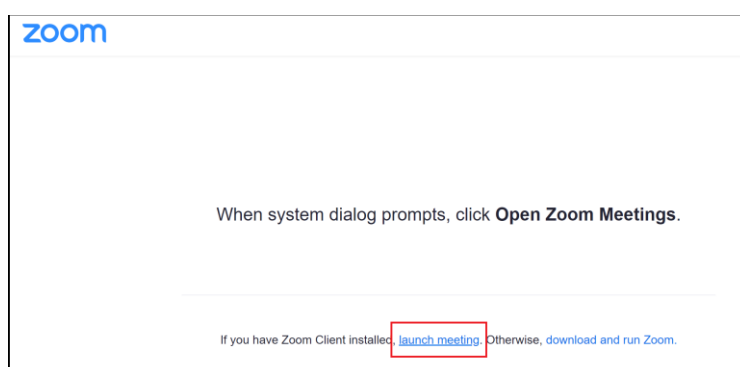 zoom
When system dialog prompts, click Open Zoom Meetings.
If you have Zoom Client installed, launch meeting. Otherwise, download and run Zoom.